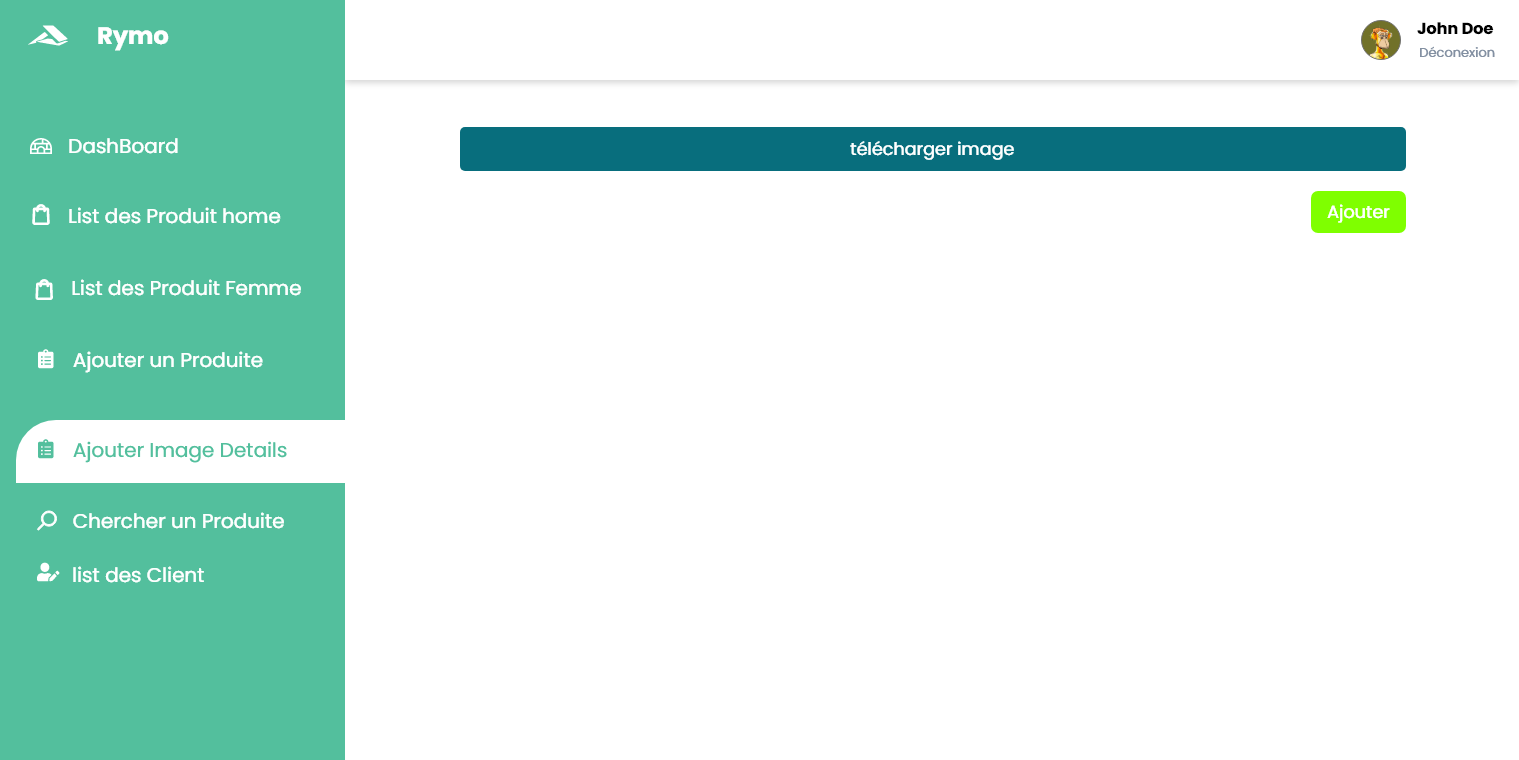 Rymo
John Doe
Déconexion
DashBoard
List des Produit home
List des Produit Femme
Ajouter un Produite
Ajouter Image Details
Chercher un Produite
list des Client
télécharger image
Ajouter